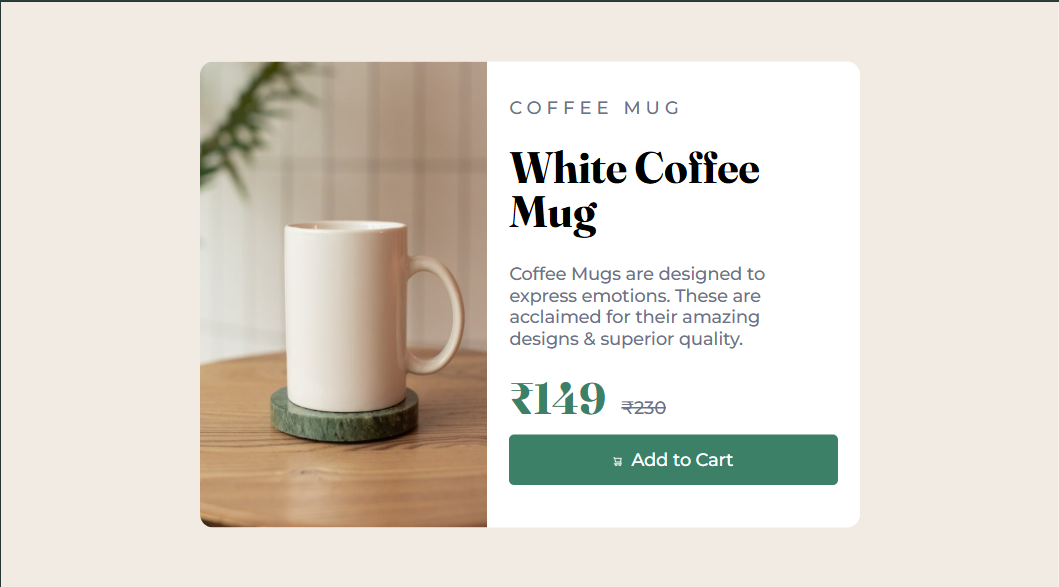 COFFEE MUG
White Coffee
Mug
Coffee Mugs are designed to
express emotions. These are
acclaimed for their amazing
designs & superior quality.
₹149 ₹230
Add to Cart